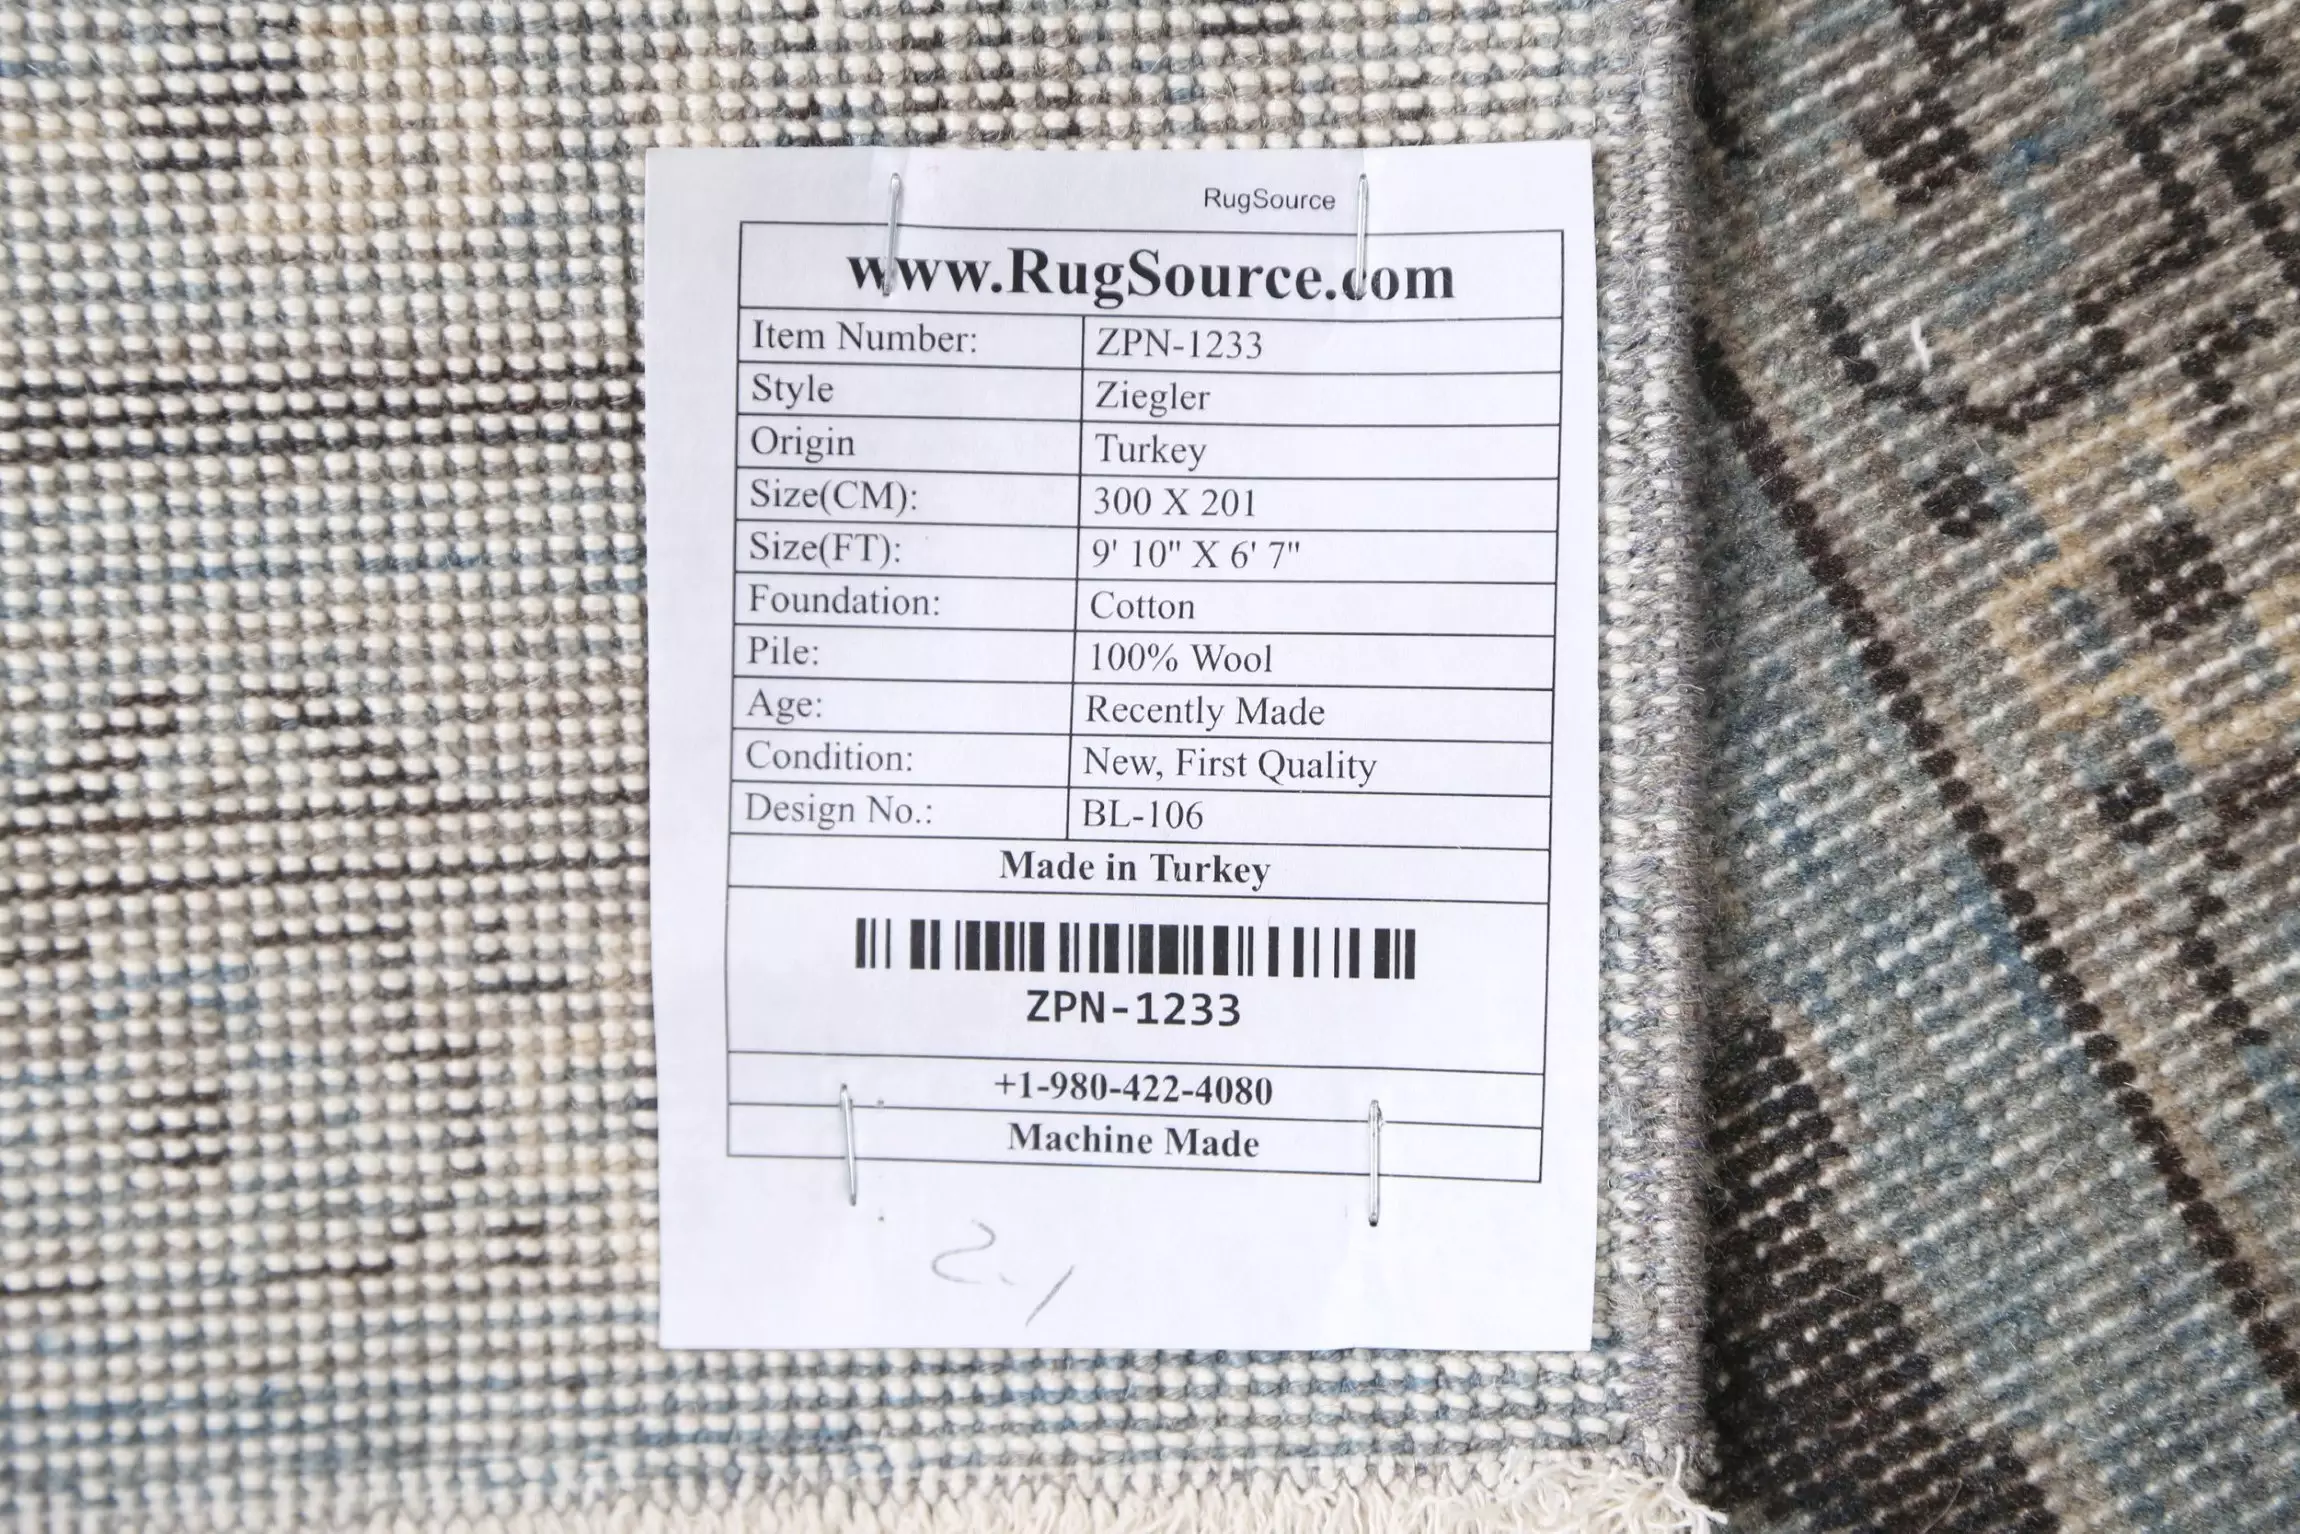 RugSource
www.RugSource.com
Item Number: ZPN-1233
Style Ziegler
Origin Turkey
Size(CM): 300 X 201
Size(FT): 9' 10" X 6' 7"
Foundation: Cotton
Pile: 100% Wool
Age: Recently Made
Condition: New, First Quality
Design No.: BL-106
Made in Turkey
ZPN-1233
+1-980-422-4080
Machine Made